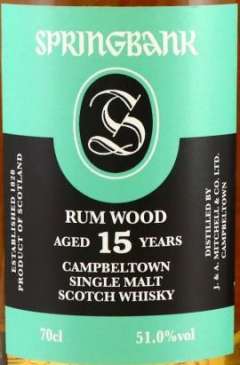 SPRINGBANK
S
RUM WOOD
AGED 15 YEARS
CAMPBELTOWN
SINGLE MALT
SCOTCH WHISKY
70cl 51.0%vol
ESTABLISHED 1828
PRODUCT OF SCOTLAND
DISTILLED BY
J. & A. MITCHELL & CO. LTD.
CAMPBELTOWN